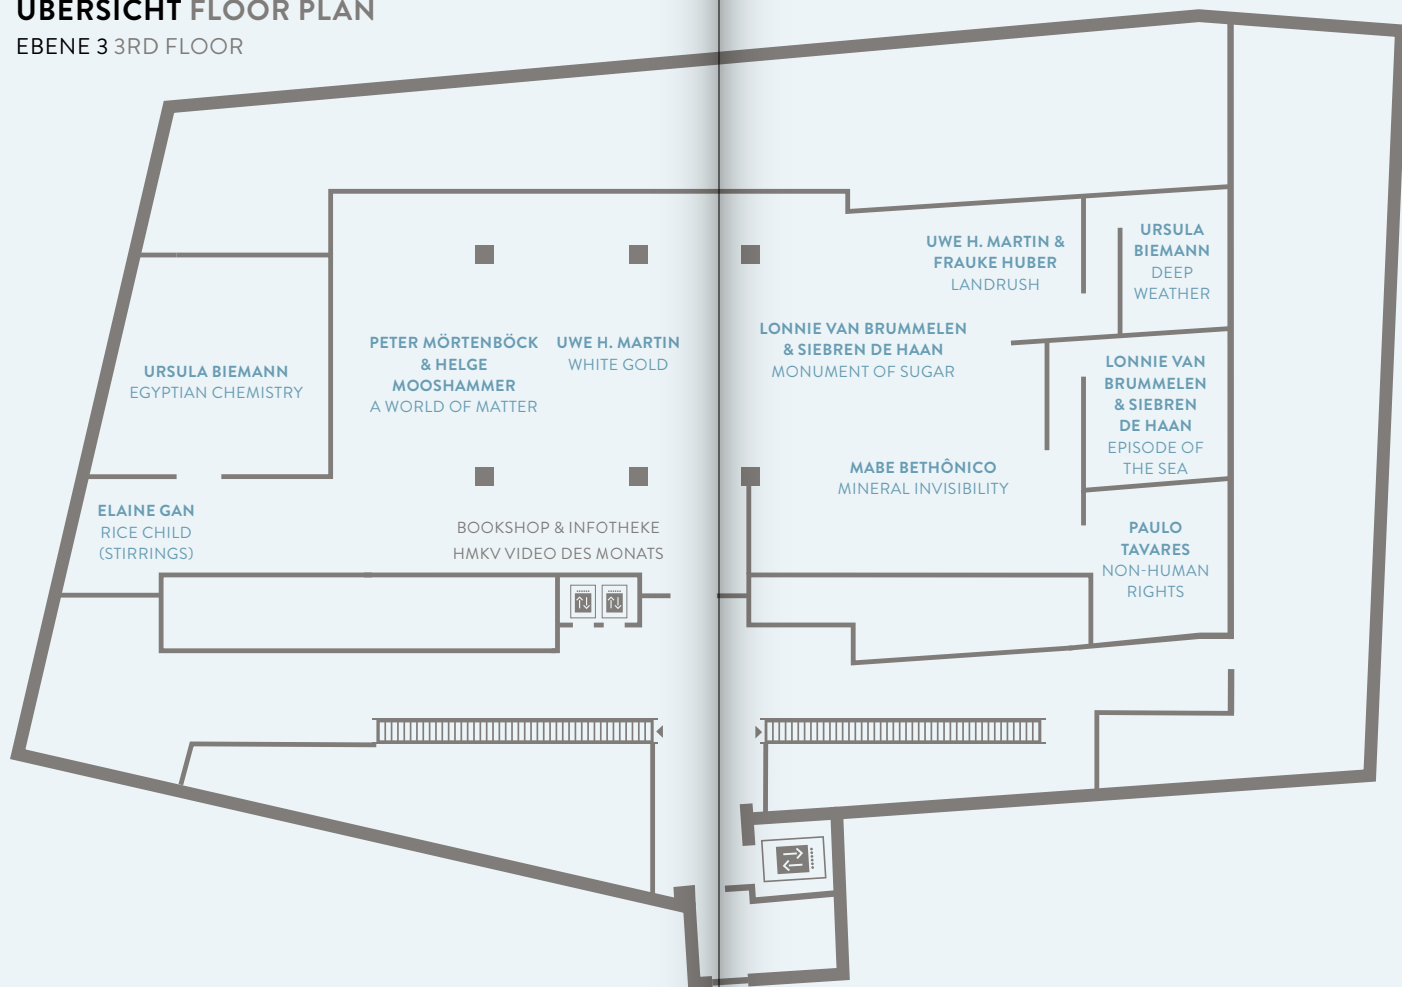 ÜBERSICHT FLOOR PLAN
EBENE 3 3RD FLOOR
URSULA BIEMANN
EGYPTIAN CHEMISTRY
ELAINE GAN
RICE CHILD
(STIRRINGS)
PETER MÖRTENBÖCK
& HELGE
MOOSHAMMER
A WORLD OF MATTER
UWE H. MARTIN
WHITE GOLD
BOOKSHOP & INFOTHEKE
HMKV VIDEO DES MONATS
LONNIE VAN BRUMMELEN
& SIEBREN DE HAAN
MONUMENT OF SUGAR
MABE BETHÔNICO
MINERAL INVISIBILITY
UWE H. MARTIN &
FRAUKE HUBER
LANDRUSH
URSULA
BIEMANN
DEEP
WEATHER
LONNIE VAN
BRUMMELEN
& SIEBREN
DE HAAN
EPISODE OF
THE SEA
PAULO
TAVARES
NON-HUMAN
RIGHTS